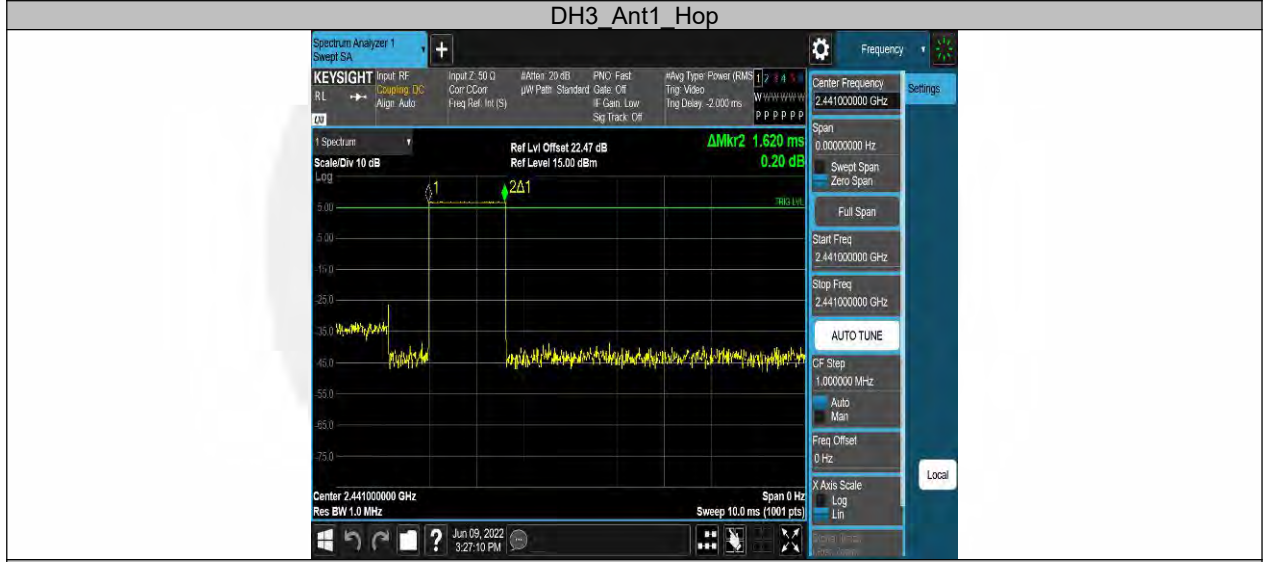 DH3_Ant1_Hop
Spectrum Analyzer 1
Swept SA
+
Frequency
KEYSIGHT
RL
Input: RF
Coupling: DC
Align: Auto
Input Z: 50 Ω
Corr CCorr
Freq Ref: Int (S)
#Atten: 20 dB
µW Path: Standard
PNO: Fast
Gate: Off
IF Gain: Low
Sig Track: Off
#Avg Type: Power (RMS
Trig: Video
Trig Delay: -2.000 ms
1 2 3 4 5 6
W W W W W W
P P P P P P
Center Frequency
2.441000000 GHz
Settings
1 Spectrum
Scale/Div 10 dB
Log
Ref Lvl Offset 22.47 dB
Ref Level 15.00 dBm
ΔMkr2 1.620 ms
0.20 dB
Span
0.00000000 Hz
Swept Span
Zero Span
1
2Δ1
TRIG LVL
5.00
-5.00
-15.0
-25.0
-35.0
-45.0
-55.0
-65.0
-75.0
Full Span
Start Freq
2.441000000 GHz
Stop Freq
2.441000000 GHz
AUTO TUNE
CF Step
1.000000 MHz
Auto
Man
Freq Offset
0 Hz
X Axis Scale
Log
Lin
Local
Center 2.441000000 GHz
Res BW 1.0 MHz
Span 0 Hz
Sweep 10.0 ms (1001 pts)
?
Jun 09, 2022
3:27:10 PM